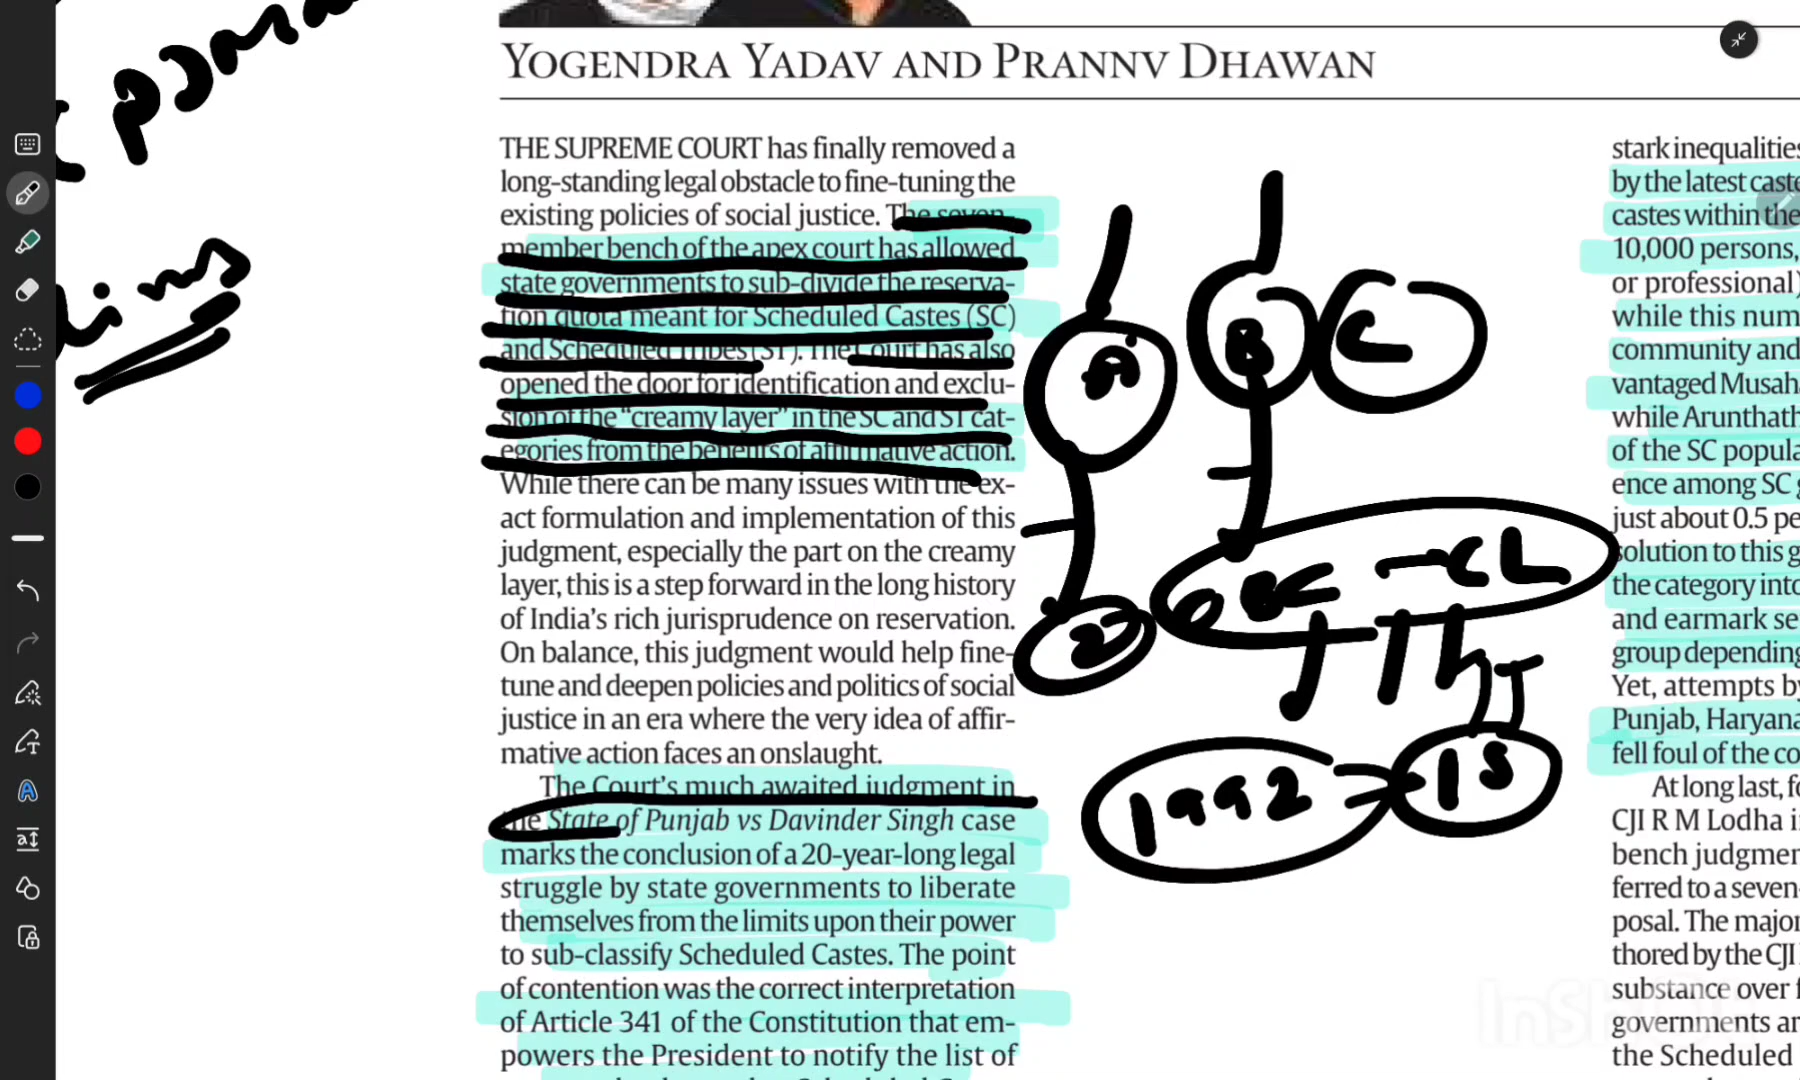 YOGENDRA YADAV AND PRANNV DHAWAN
THE SUPREME COURT has finally removed a
long-standing legal obstacle to fine-tuning the
existing policies of social justice. The seven-
member bench of the apex court has allowed
state governments to sub-divide the reserva-
tion quota meant for Scheduled Castes (SC)
and Scheduled Tribes (ST). The Court has also
opened the door for identification and exclu-
sion of the "creamy layer" in the SC and ST cat-
egories from the benefits of affirmative action.
While there can be many issues with the ex-
act formulation and implementation of this
judgment, especially the part on the creamy
layer, this is a step forward in the long history
of India's rich jurisprudence on reservation.
On balance, this judgment would help fine-
tune and deepen policies and politics of social
justice in an era where the very idea of affir-
mative action faces an onslaught.
The Court's much awaited judgment in
the State of Punjab vs Davinder Singh case
marks the conclusion of a 20-year-long legal
struggle by state governments to liberate
themselves from the limits upon their power
to sub-classify Scheduled Castes. The point
of contention was the correct interpretation
of Article 341 of the Constitution that em-
powers the President to notify the list of
A
B
C
27
OBC - CL
1992
IS
stark inequalities
by the latest caste
castes within the
10,000 persons,
or professional)
while this num
community and
vantaged Musah
while Arunthath
of the SC popula
ence among SC g
just about 0.5 pe
solution to this g
the category into
and earmark se
group depending
Yet, attempts by
Punjab, Haryana
fell foul of the co
At long last, fo
CJI R M Lodha i
bench judgmen
ferred to a seven-
posal. The major
thored by the CJI
substance over f
governments ar
the Scheduled